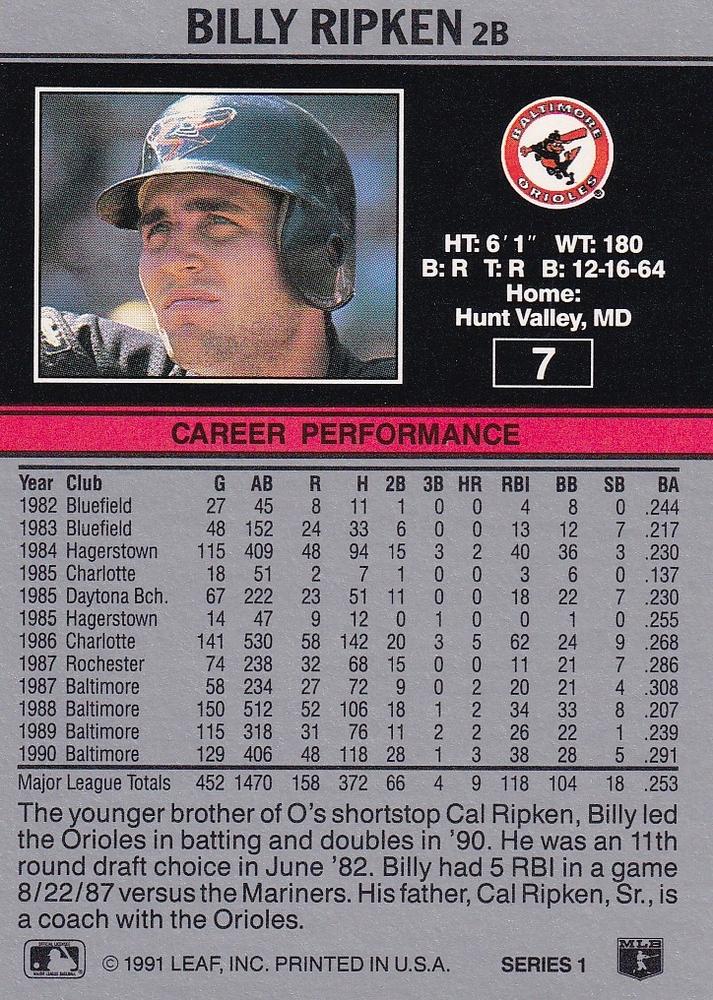 BILLY RIPKEN 2B
BALTIMORE
ORIOLES
HT: 6' 1" WT: 180
B: R T: R B: 12-16-64
Home:
Hunt Valley, MD
7
CAREER PERFORMANCE
Year Club G AB R H 2B 3B HR RBI BB SB BA
1982 Bluefield 27 45 8 11 1 0 0 4 8 0 .244
1983 Bluefield 48 152 24 33 6 0 0 13 12 7 .217
1984 Hagerstown 115 409 48 94 15 3 2 40 36 3 .230
1985 Charlotte 18 51 2 7 1 0 0 3 6 0 .137
1985 Daytona Bch. 67 222 23 51 11 0 0 18 22 7 .230
1985 Hagerstown 14 47 9 12 0 1 0 0 1 0 .255
1986 Charlotte 141 530 58 142 20 3 5 62 24 9 .268
1987 Rochester 74 238 32 68 15 0 0 11 21 7 .286
1987 Baltimore 58 234 27 72 9 0 2 20 21 4 .308
1988 Baltimore 150 512 52 106 18 1 2 34 33 8 .207
1989 Baltimore 115 318 31 76 11 2 2 26 22 1 .239
1990 Baltimore 129 406 48 118 28 1 3 38 28 5 .291
Major League Totals 452 1470 158 372 66 4 9 118 104 18 .253
The younger brother of O's shortstop Cal Ripken, Billy led
the Orioles in batting and doubles in '90. He was an 11th
round draft choice in June '82. Billy had 5 RBI in a game
8/22/87 versus the Mariners. His father, Cal Ripken, Sr., is
a coach with the Orioles.
© 1991 LEAF, INC. PRINTED IN U.S.A. SERIES 1
MLB